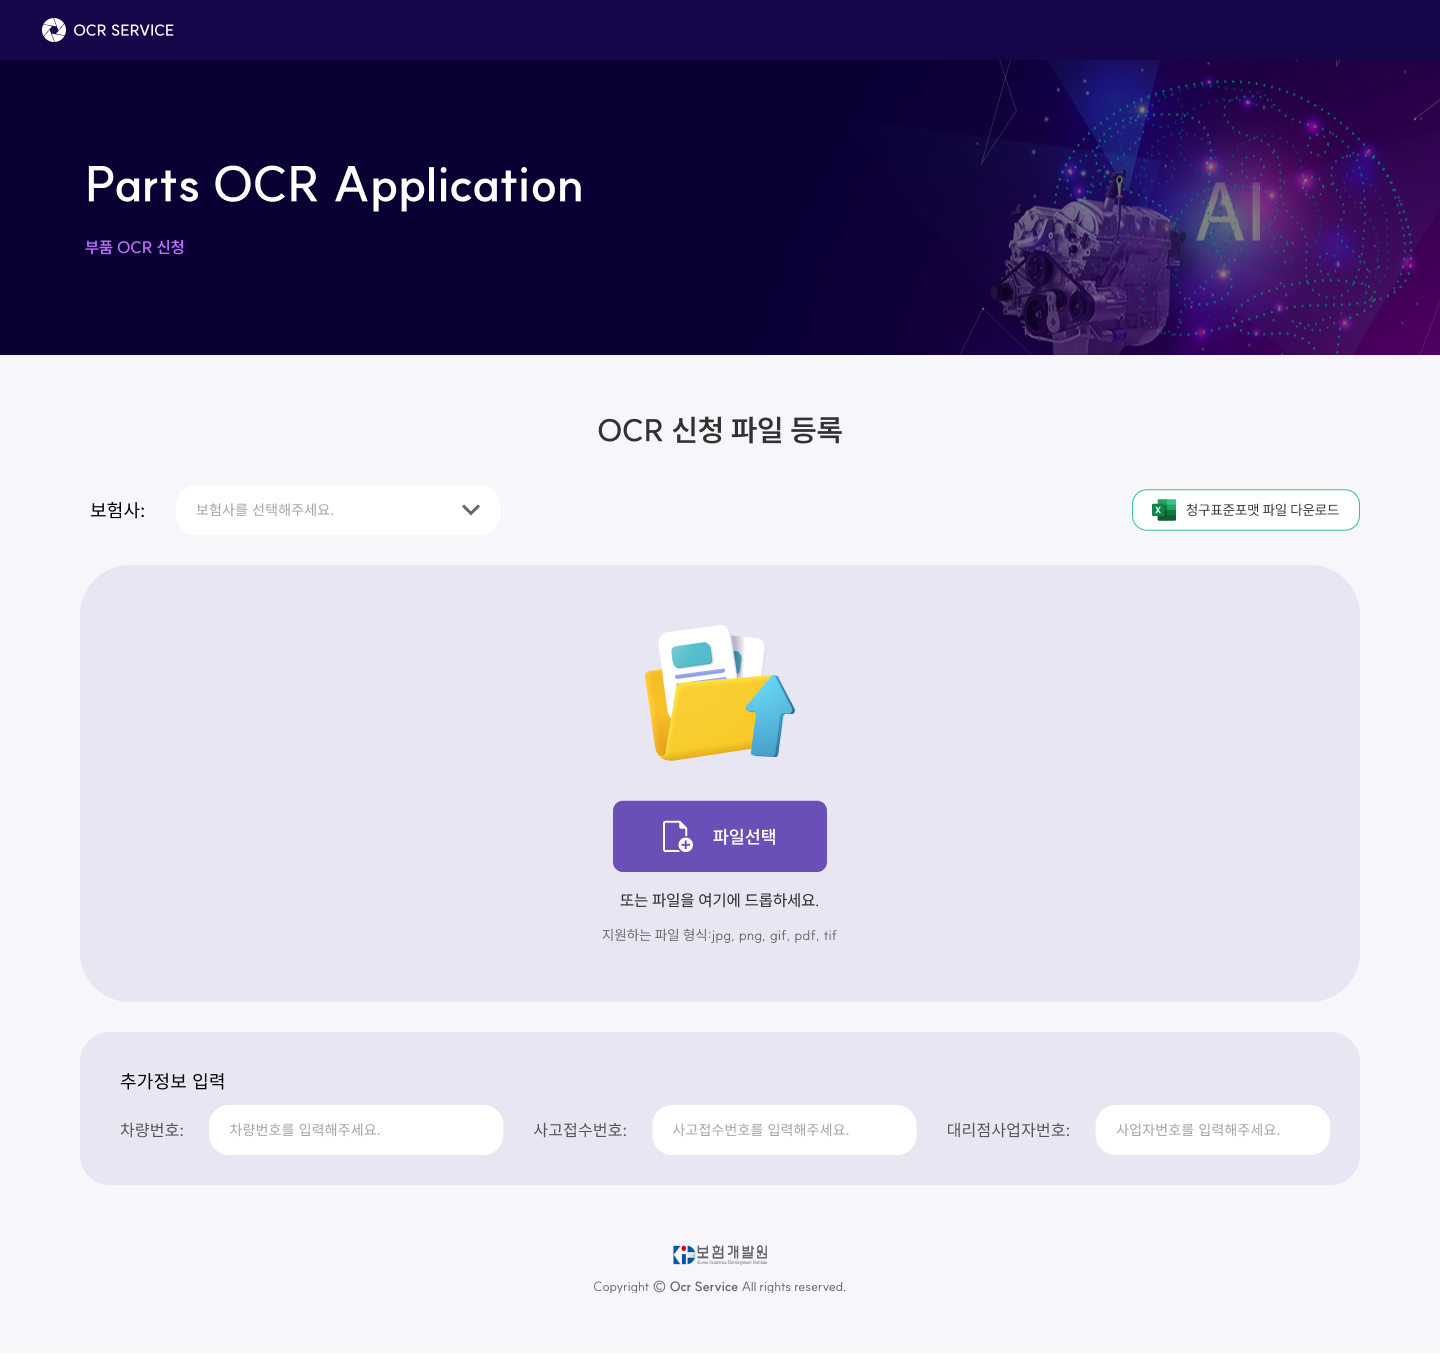 OCR SERVICE
Parts OCR Application
부품 OCR 신청
AI
OCR 신청 파일 등록
보험사: 보험사를 선택해주세요.
청구표준포맷 파일 다운로드
파일선택
또는 파일을 여기에 드롭하세요.
지원하는 파일 형식:jpg, png, gif, pdf, tif
추가정보 입력
차량번호: 차량번호를 입력해주세요. 사고접수번호: 사고접수번호를 입력해주세요. 대리점사업자번호: 사업자번호를 입력해주세요.
보험개발원
Korea Insurance Development Institute
Copyright © Ocr Service All rights reserved.